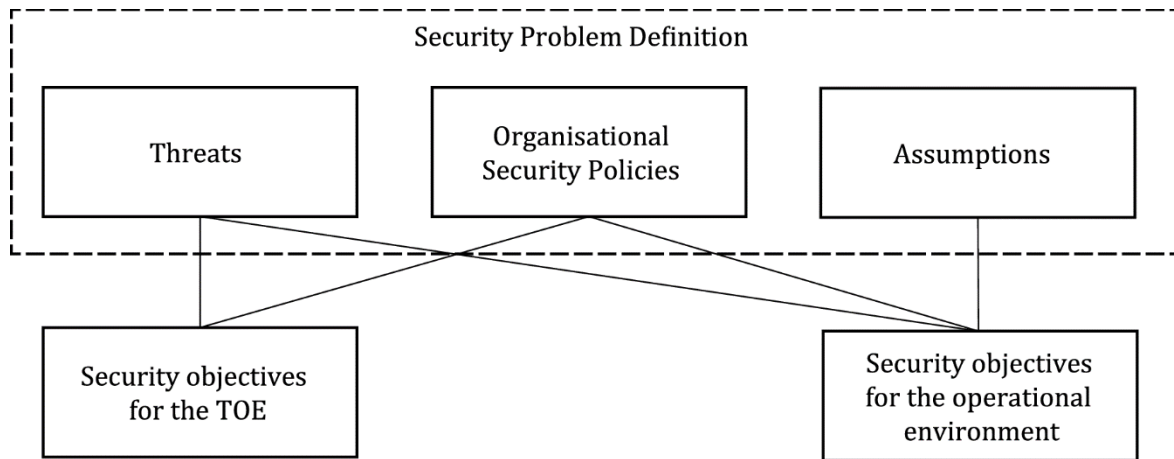 Security Problem Definition
Threats
Organisational
Security Policies
Assumptions
Security objectives
for the TOE
Security objectives
for the operational
environment